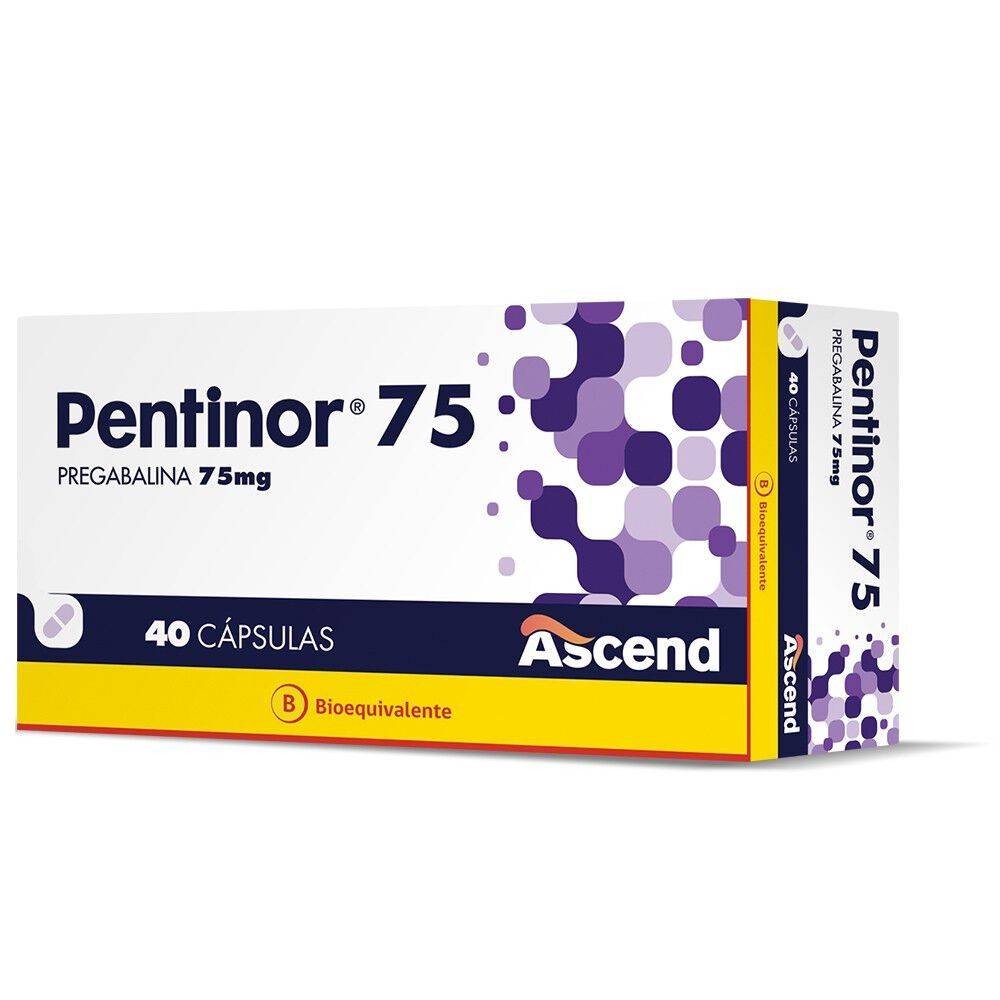 Pentinor® 75
PREGABALINA 75mg
40 CÁPSULAS
Ascend
B Bioequivalente
B Bioequivalente
40 CÁPSULAS
Ascend
Pentinor® 75
PREGABALINA 75mg